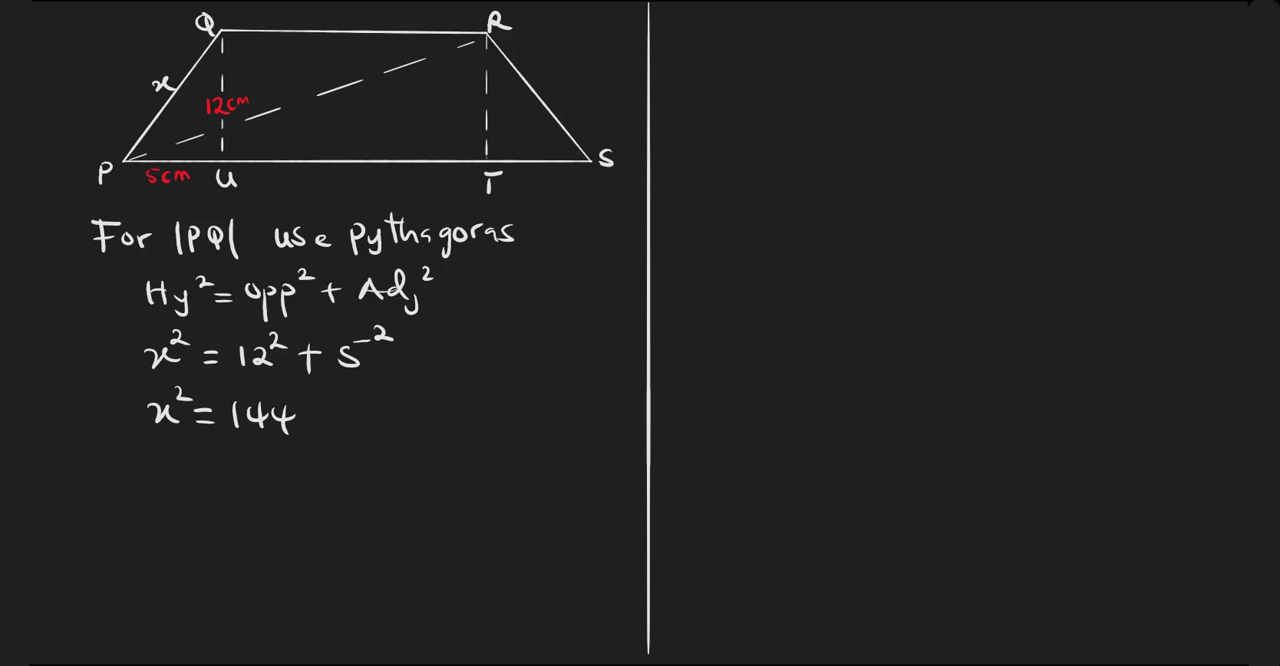 Q R
x
12cm
P 5cm U T S
For |PQ| use pythagoras
Hy² = opp² + Adj²
x² = 12² + 5²
x² = 144